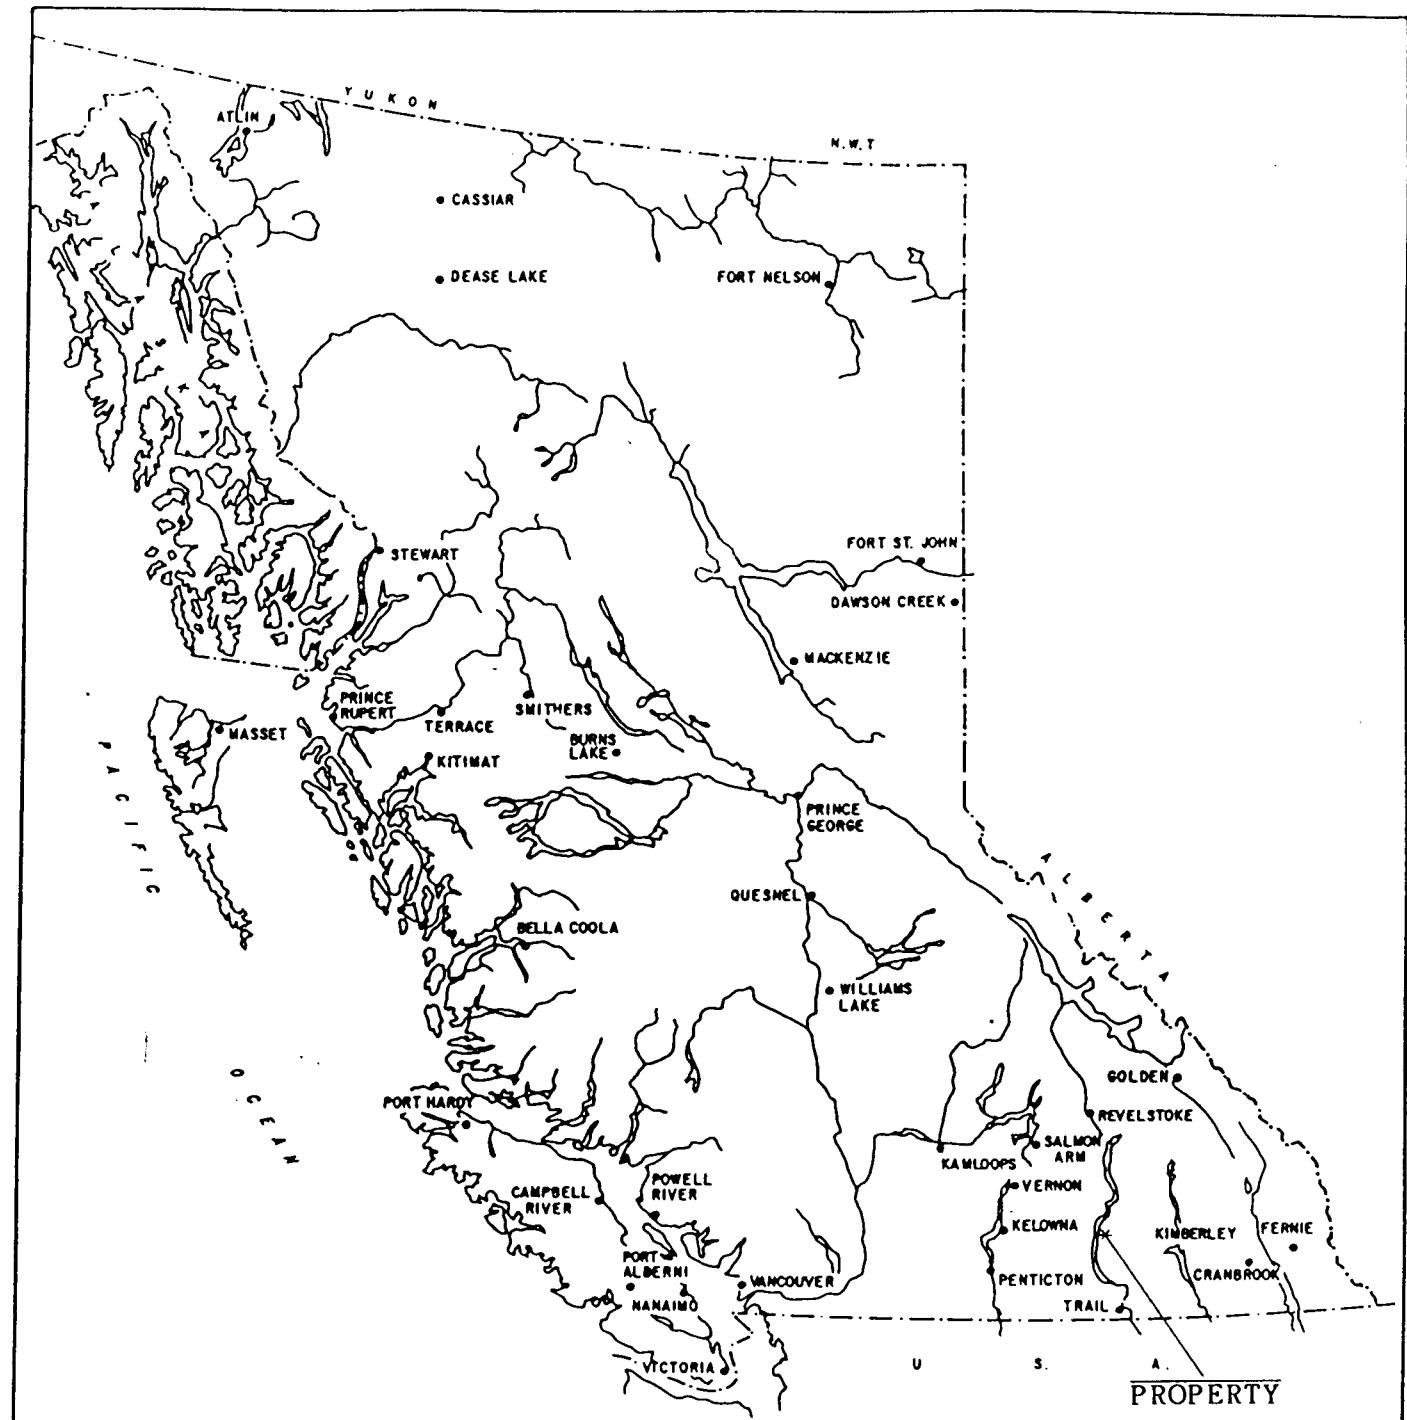 YUKON
ATLIN
N.W.T
CASSIAR
DEASE LAKE
FORT NELSON
ALASKA
STEWART
FORT ST. JOHN
DAWSON CREEK
MACKENZIE
PRINCE
RUPERT
MASSET
TERRACE
SMITHERS
BURNS
LAKE
KITIMAT
PRINCE
GEORGE
PACIFIC
OCEAN
ALBERTA
QUESNEL
BELLA COOLA
WILLIAMS
LAKE
GOLDEN
PORT HARDY
REVELSTOKE
SALMON
ARM
KAMLOOPS
CAMPBELL
RIVER
POWELL
RIVER
VERNON
KELOWNA
KIMBERLEY
FERNIE
PORT
ALBERNI
VANCOUVER
PENTICTON
CRANBROOK
NANAIMO
TRAIL
VICTORIA
U. S. A.
PROPERTY